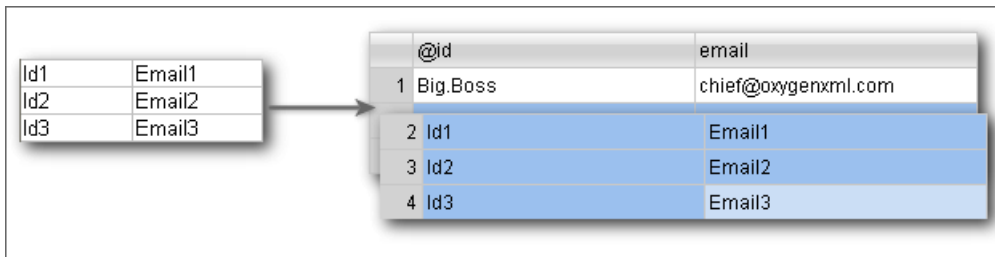 Id1 Email1
Id2 Email2
Id3 Email3
@id email
1 Big.Boss chief@oxygenxml.com
2 Id1 Email1
3 Id2 Email2
4 Id3 Email3